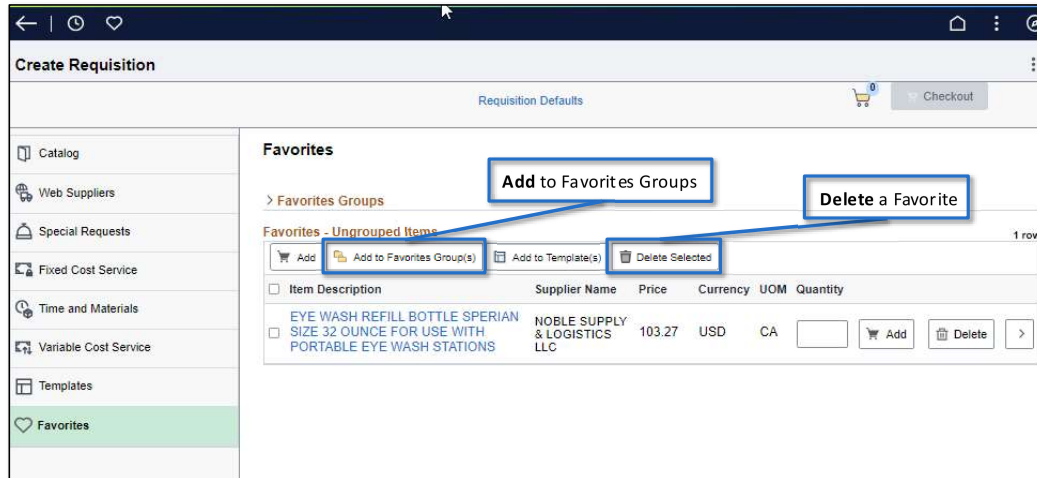 Create Requisition
Requisition Defaults
0
Checkout
Catalog
Web Suppliers
Special Requests
Fixed Cost Service
Time and Materials
Variable Cost Service
Templates
Favorites
Favorites
Add to Favorites Groups
Delete a Favorite
Favorites Groups
Favorites - Ungrouped Items
1 row
Add
Add to Favorites Group(s)
Add to Template(s)
Delete Selected
Item Description Supplier Name Price Currency UOM Quantity
EYE WASH REFILL BOTTLE SPERIAN
SIZE 32 OUNCE FOR USE WITH
PORTABLE EYE WASH STATIONS
NOBLE SUPPLY
& LOGISTICS
LLC
103.27 USD CA Add Delete